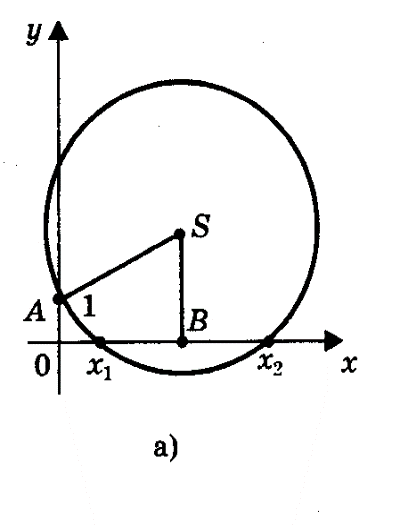 y
S
A 1
B
0 x₁ x₂ x
а)